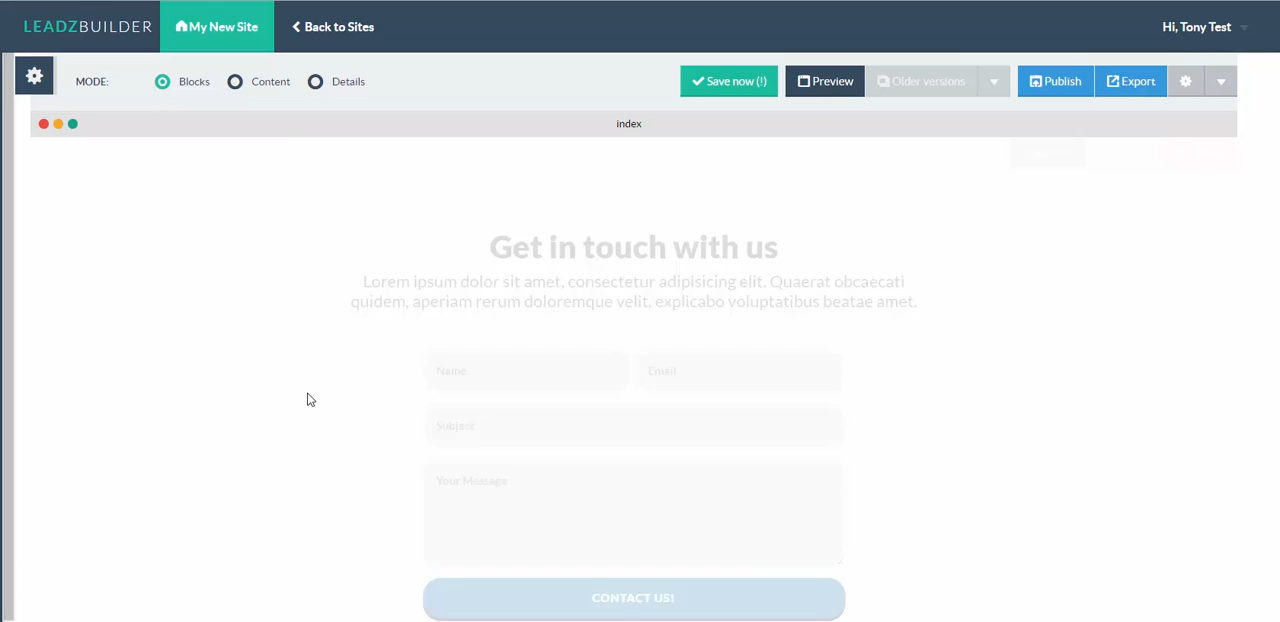 LEADZBUILDER My New Site Back to Sites Hi, Tony Test
MODE: Blocks Content Details Save now (!) Preview Older versions Publish Export
index
Get in touch with us
Lorem ipsum dolor sit amet, consectetur adipisicing elit. Quaerat obcaecati
quidem, aperiam rerum doloremque velit, explicabo voluptatibus beatae amet.
Name Email
Subject
Your Message
CONTACT US!